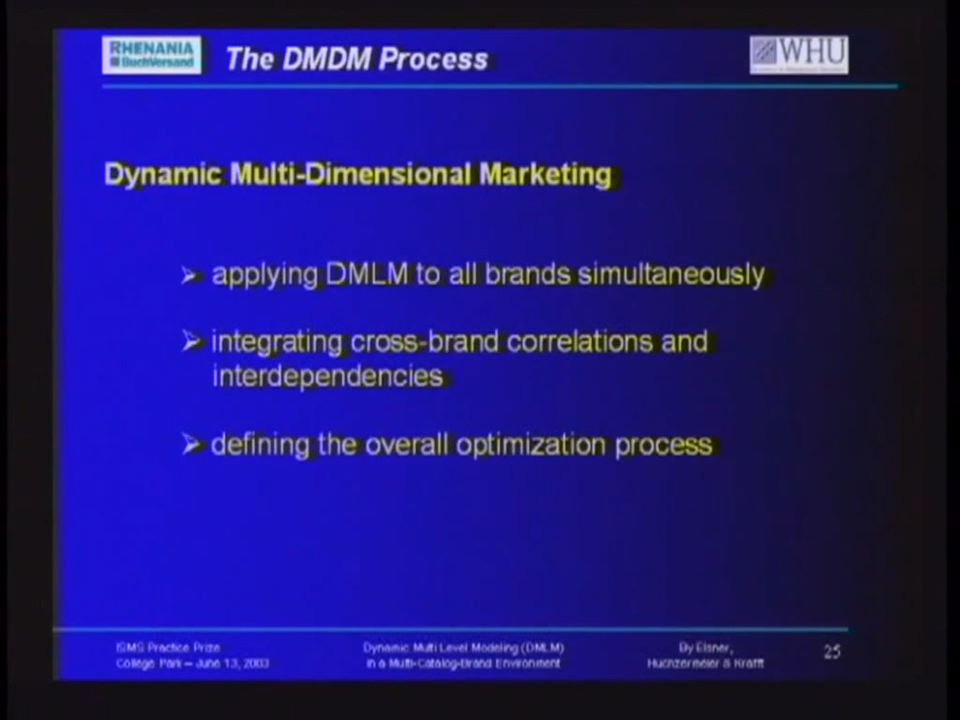 RHENANIA
BuchVersand
The DMDM Process
WHU
Dynamic Multi-Dimensional Marketing
applying DMLM to all brands simultaneously
integrating cross-brand correlations and
interdependencies
defining the overall optimization process
ISMS Practice Prize
College Park – June 13, 2003
Dynamic Multi Level Modeling (DMLM)
in a Multi-Catalog-Brand Environment
By Elsner,
Huchzermeier & Krafft
25